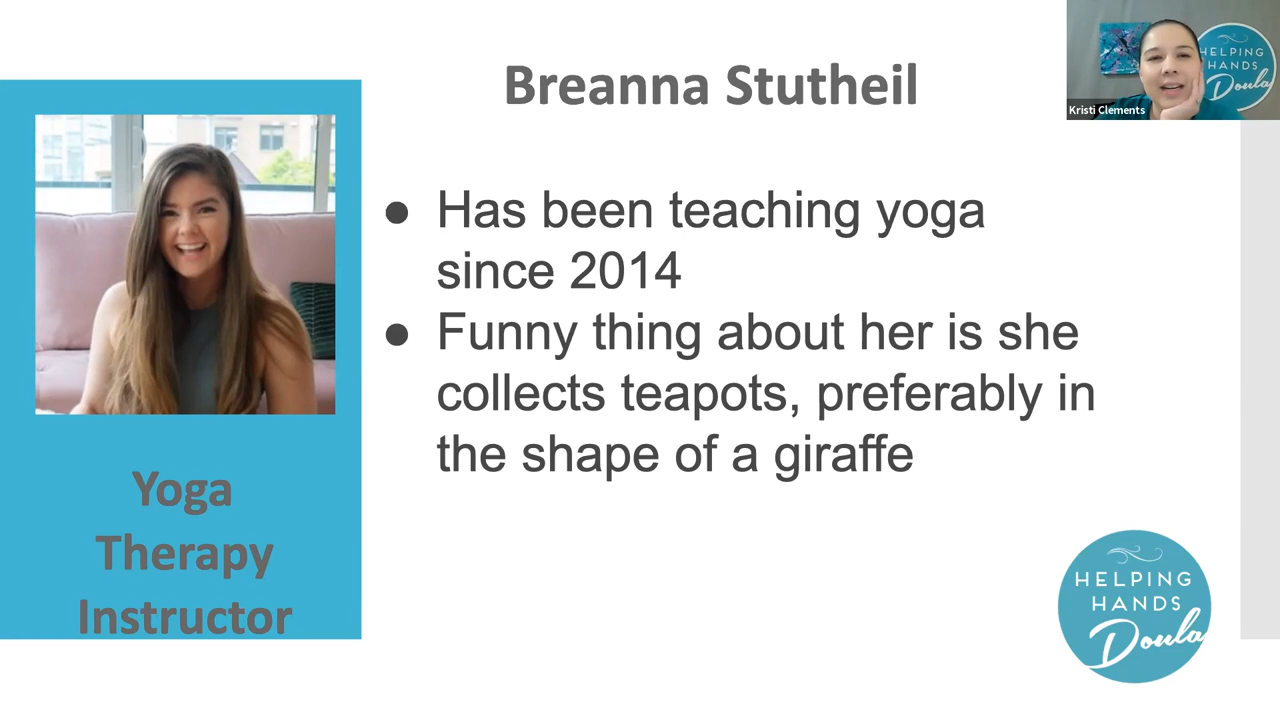 Breanna Stutheil
HELPING
HANDS
Doula
Kristi Clements
● Has been teaching yoga
since 2014
● Funny thing about her is she
collects teapots, preferably in
the shape of a giraffe
Yoga
Therapy
Instructor
HELPING
HANDS
Doula